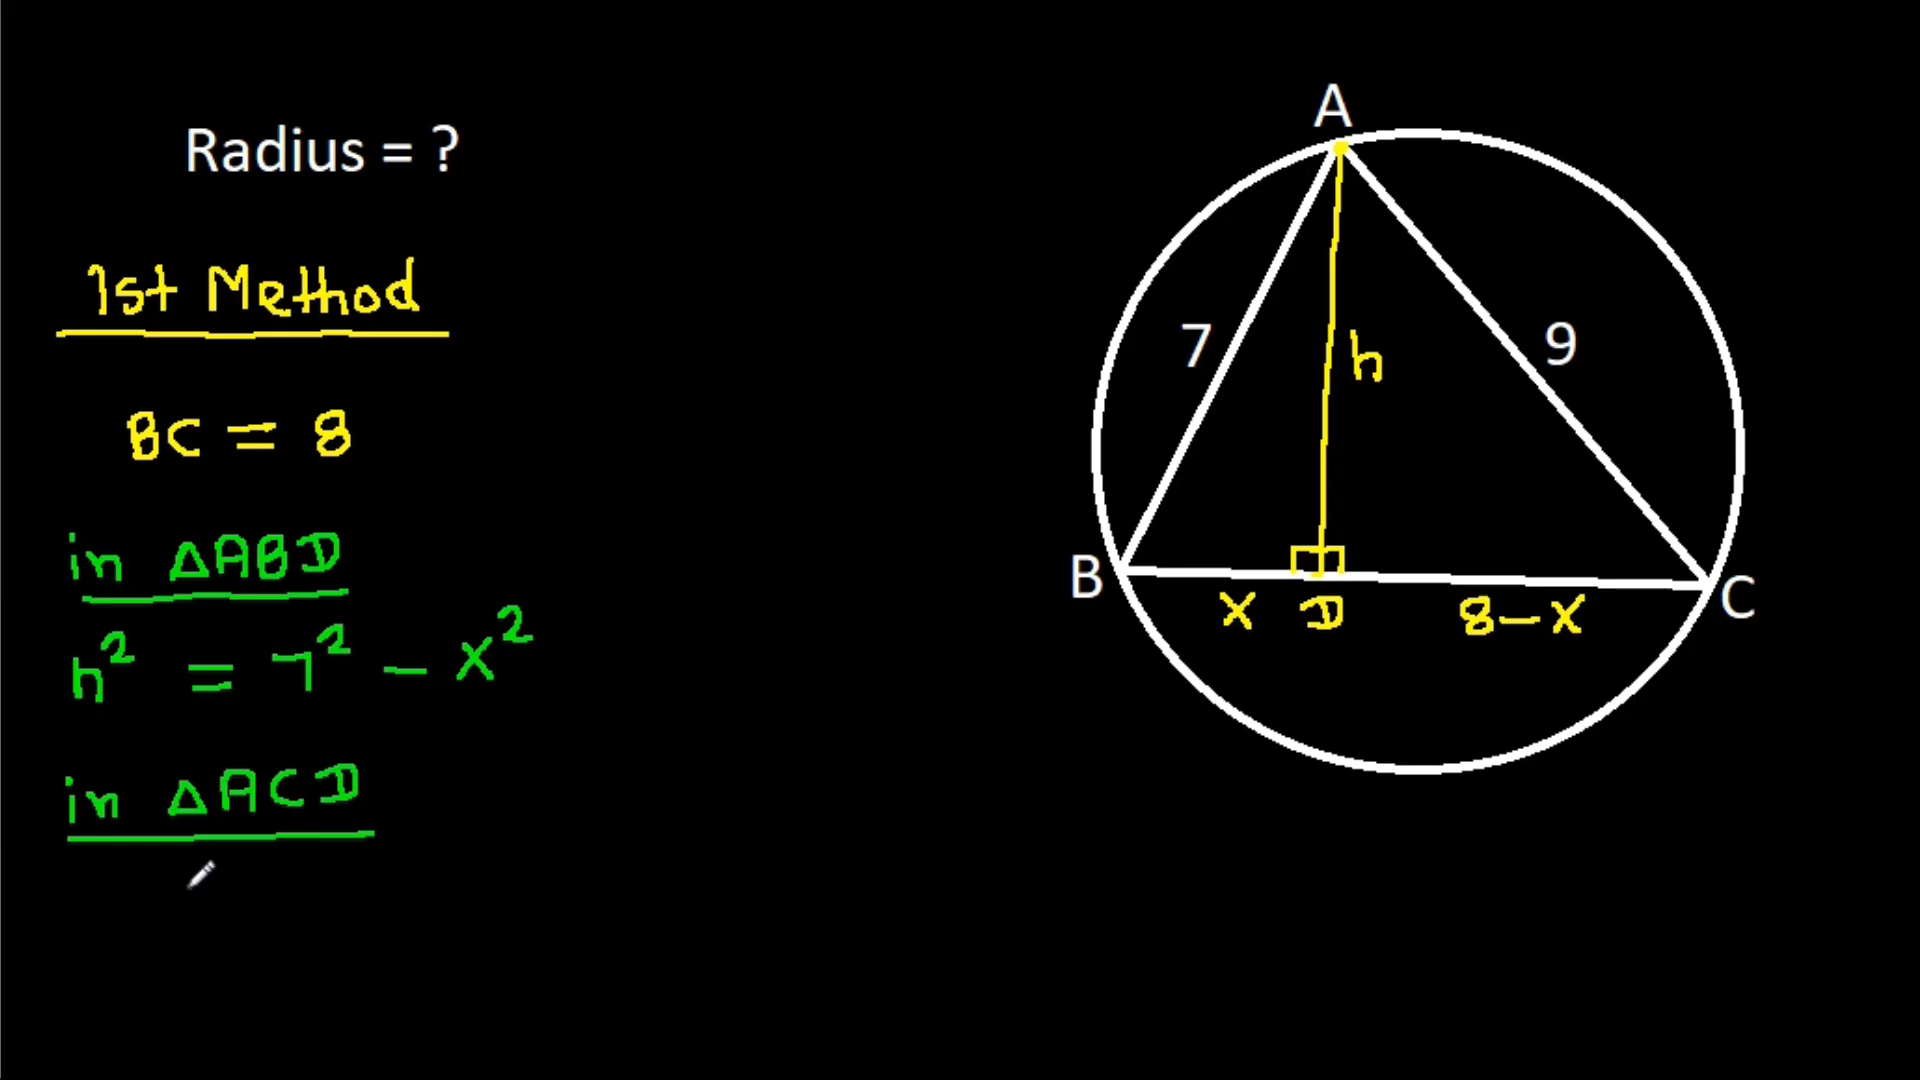 Radius = ?
1st Method
BC = 8
in ΔABD
h² = 7² - x²
in ΔACD
A
7
9
h
B
C
x D 8-x